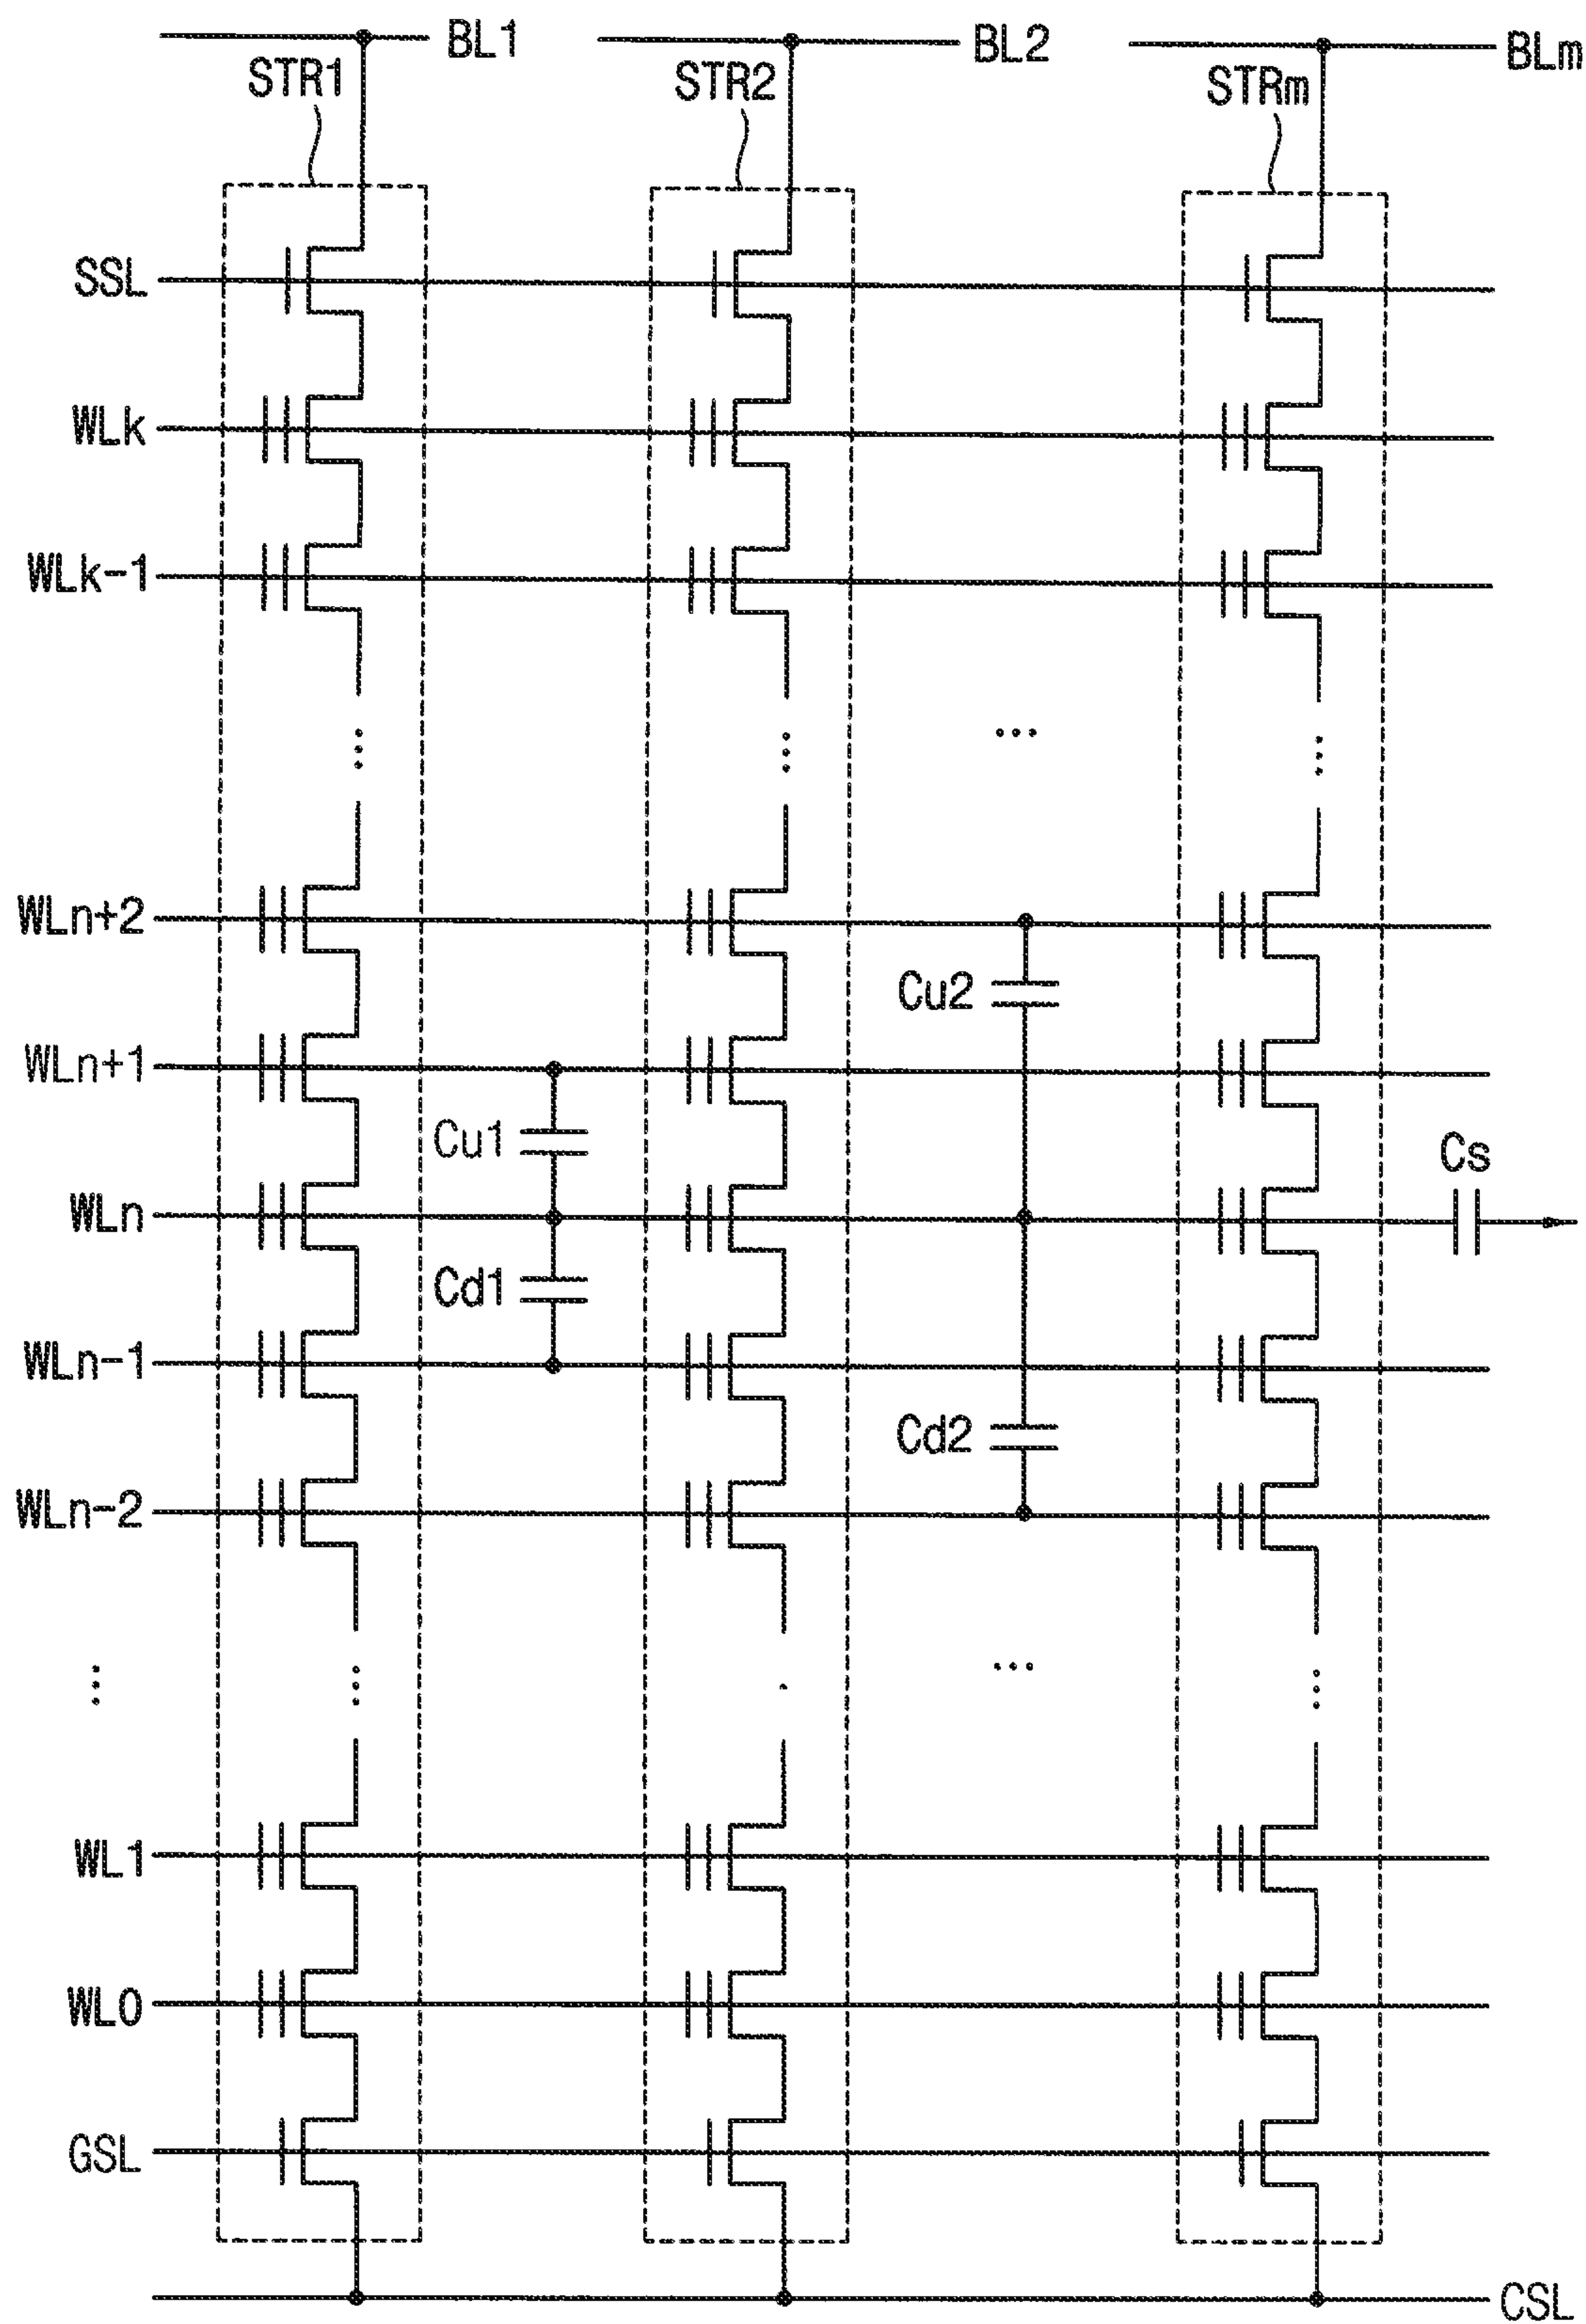 BL1
BL2
BLm
STR1
STR2
STRm
SSL
WLk
WLk-1
WLn+2
Cu2
WLn+1
Cu1
Cs
WLn
Cd1
WLn-1
Cd2
WLn-2
WL1
WL0
GSL
CSL